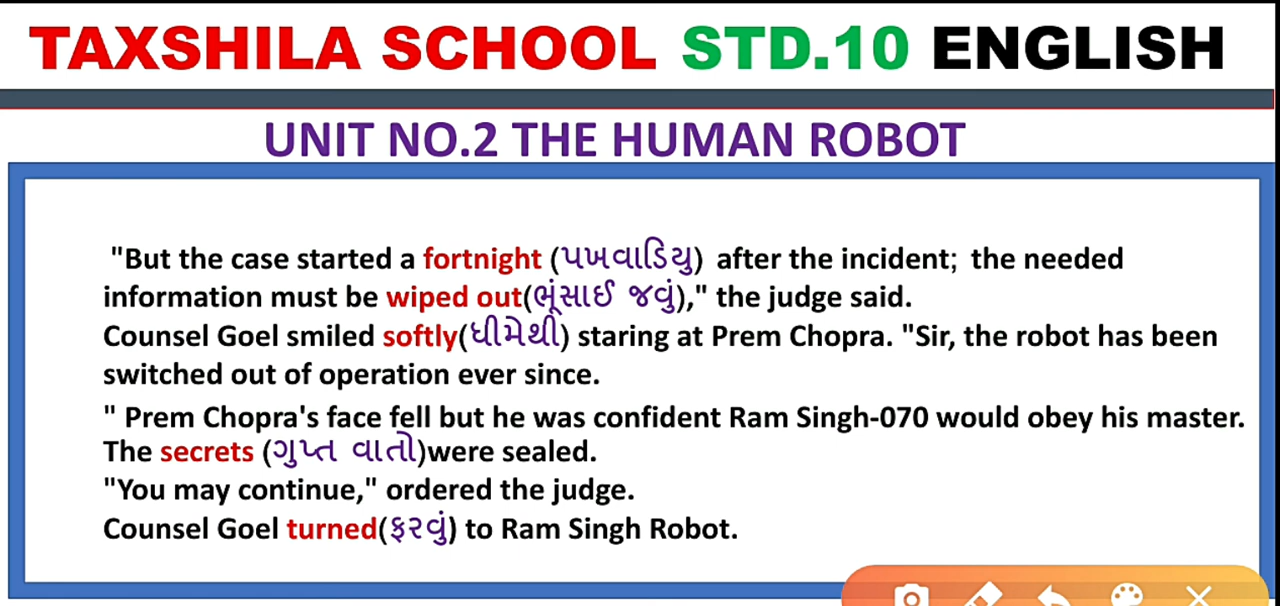 TAXSHILA SCHOOL STD.10 ENGLISH
UNIT NO.2 THE HUMAN ROBOT
"But the case started a fortnight (પખવાડિયુ) after the incident; the needed
information must be wiped out(ભૂંસાઈ જવું)," the judge said.
Counsel Goel smiled softly(ધીમેથી) staring at Prem Chopra. "Sir, the robot has been
switched out of operation ever since.
" Prem Chopra's face fell but he was confident Ram Singh-070 would obey his master.
The secrets (ગુપ્ત વાતો)were sealed.
"You may continue," ordered the judge.
Counsel Goel turned(ફરવું) to Ram Singh Robot.